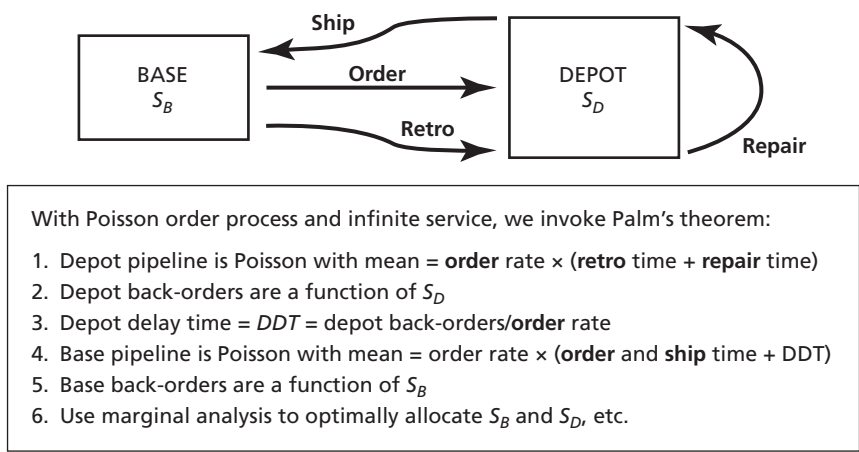 Ship
BASE
S_B
Order
DEPOT
S_D
Retro
Repair
With Poisson order process and infinite service, we invoke Palm's theorem:
1. Depot pipeline is Poisson with mean = order rate × (retro time + repair time)
2. Depot back-orders are a function of S_D
3. Depot delay time = DDT = depot back-orders/order rate
4. Base pipeline is Poisson with mean = order rate × (order and ship time + DDT)
5. Base back-orders are a function of S_B
6. Use marginal analysis to optimally allocate S_B and S_D, etc.